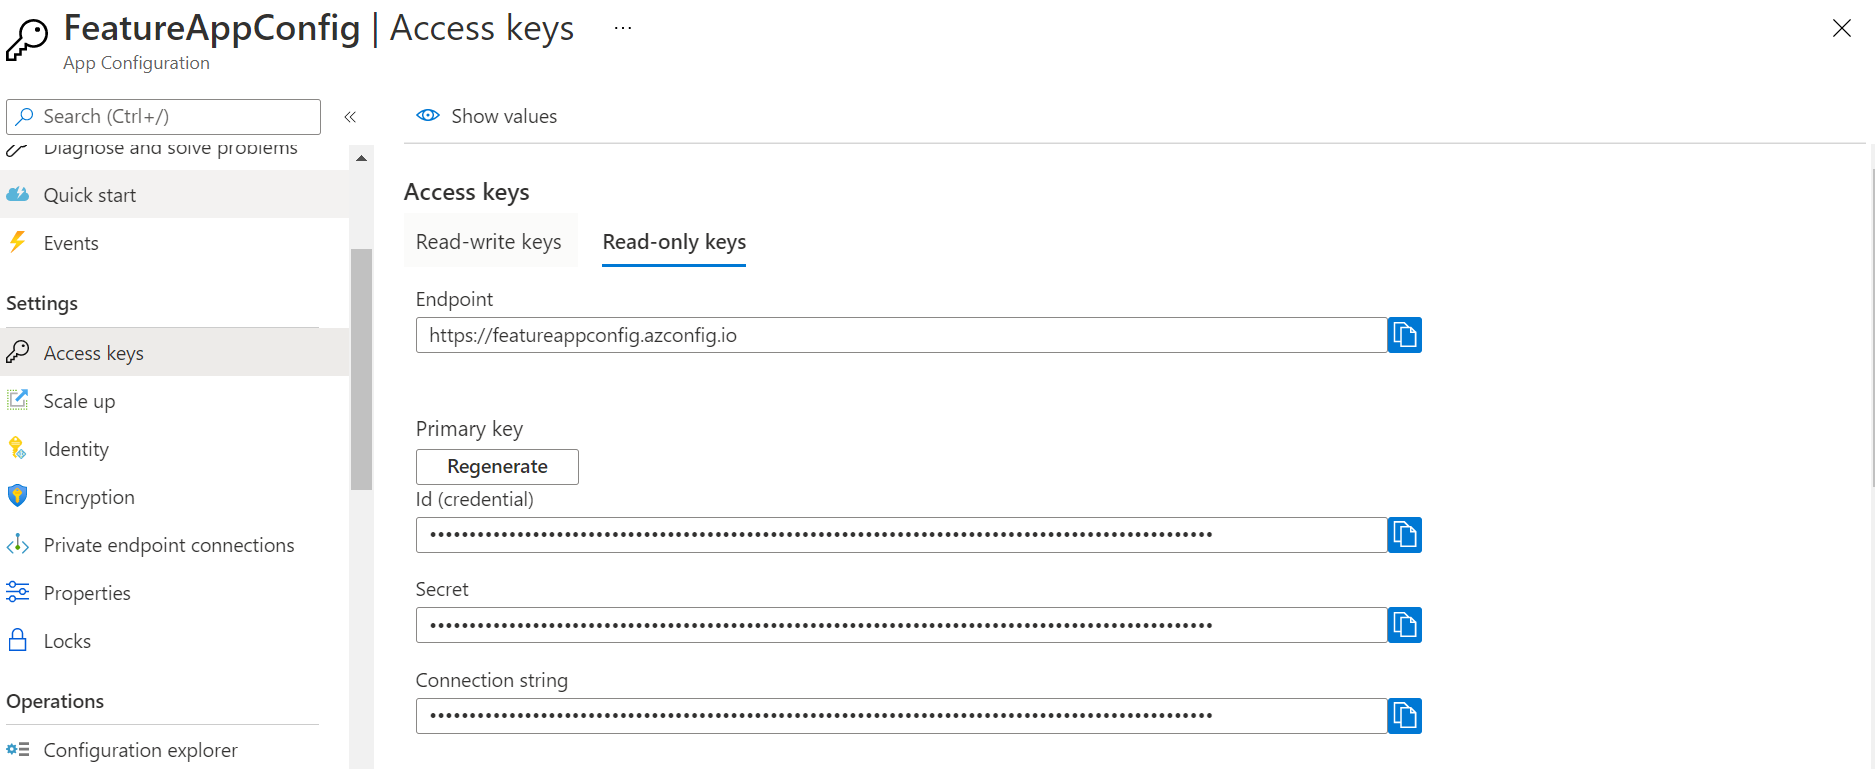 FeatureAppConfig | Access keys ...
App Configuration
Search (Ctrl+/)
«
Diagnose and solve problems
Quick start
Events
Settings
Access keys
Scale up
Identity
Encryption
Private endpoint connections
Properties
Locks
Operations
Configuration explorer
Show values
Access keys
Read-write keys Read-only keys
Endpoint
https://featureappconfig.azconfig.io
Primary key
Regenerate
Id (credential)
Secret
Connection string